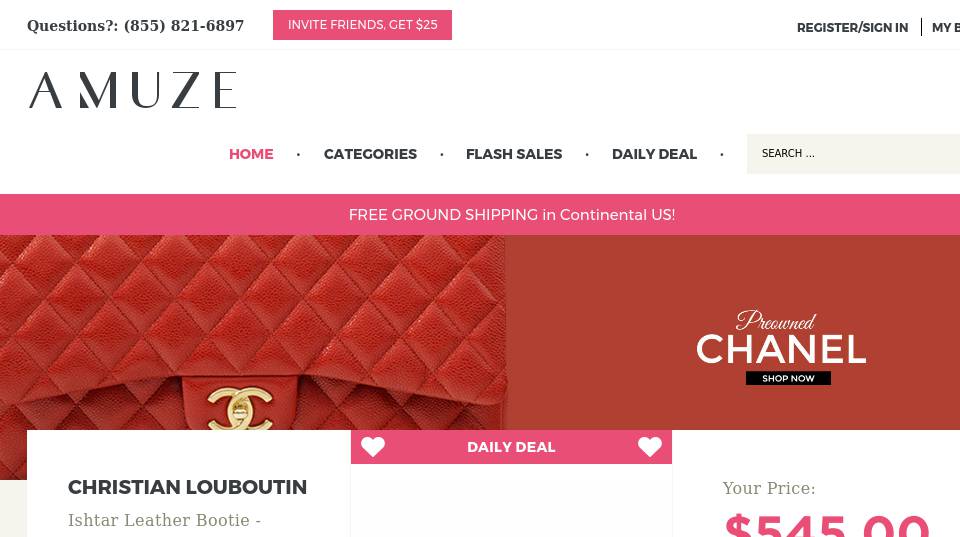 Questions?: (855) 821-6897
INVITE FRIENDS, GET $25
REGISTER/SIGN IN
MY B
AMUZE
HOME • CATEGORIES • FLASH SALES • DAILY DEAL •
SEARCH ...
FREE GROUND SHIPPING in Continental US!
Preowned
CHANEL
SHOP NOW
DAILY DEAL
CHRISTIAN LOUBOUTIN
Ishtar Leather Bootie -
Your Price:
$545.00